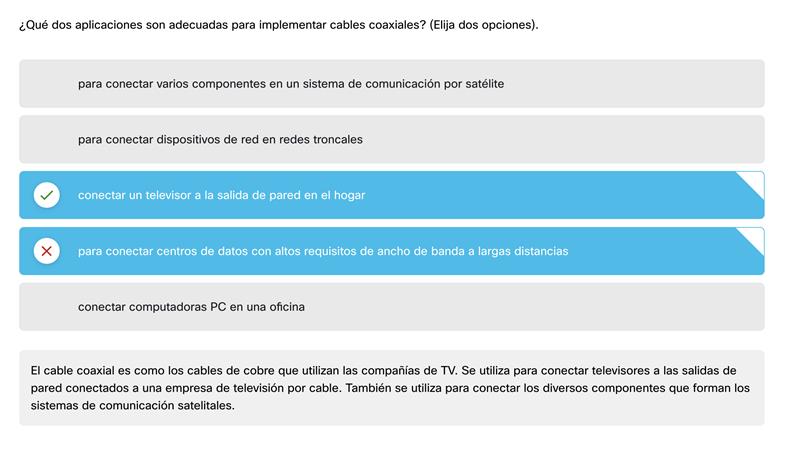 ¿Qué dos aplicaciones son adecuadas para implementar cables coaxiales? (Elija dos opciones).
para conectar varios componentes en un sistema de comunicación por satélite
para conectar dispositivos de red en redes troncales
conectar un televisor a la salida de pared en el hogar
para conectar centros de datos con altos requisitos de ancho de banda a largas distancias
conectar computadoras PC en una oficina
El cable coaxial es como los cables de cobre que utilizan las compañías de TV. Se utiliza para conectar televisores a las salidas de
pared conectados a una empresa de televisión por cable. También se utiliza para conectar los diversos componentes que forman los
sistemas de comunicación satelitales.